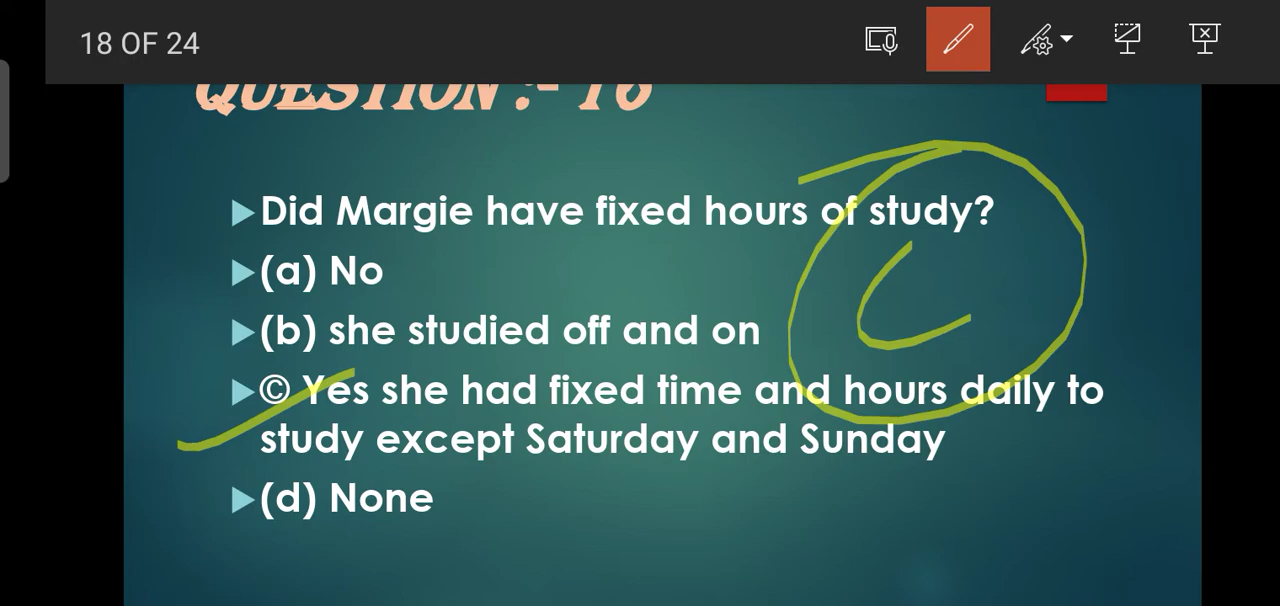 18 OF 24
QUESTION :- 16
▶Did Margie have fixed hours of study?
▶(a) No
▶(b) she studied off and on
▶© Yes she had fixed time and hours daily to
study except Saturday and Sunday
▶(d) None
C